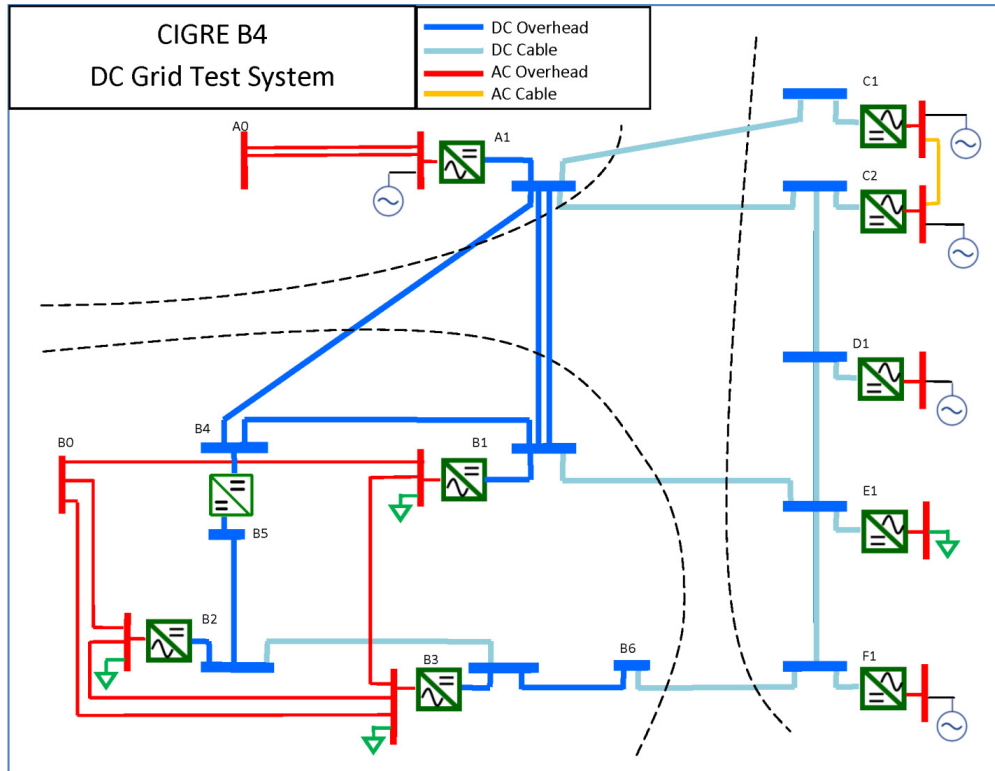 CIGRE B4
DC Grid Test System
DC Overhead
DC Cable
AC Overhead
AC Cable
C1
A0
A1
C2
D1
B4
B0
B1
E1
B5
B2
B3
B6
F1